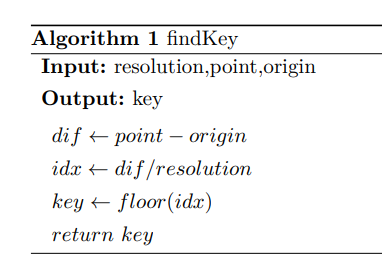 Algorithm 1 findKey
Input: resolution,point,origin
Output: key
dif ← point − origin
idx ← dif/resolution
key ← floor(idx)
return key